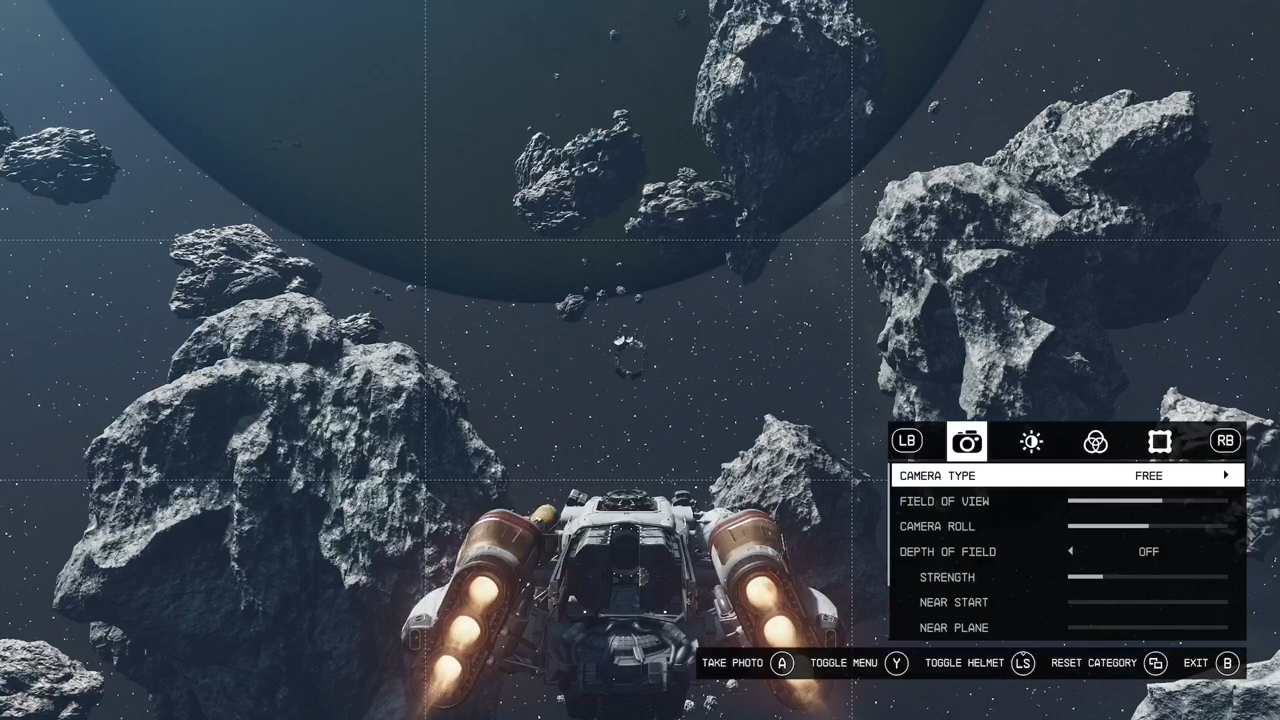 LB RB
CAMERA TYPE FREE
FIELD OF VIEW
CAMERA ROLL
DEPTH OF FIELD OFF
STRENGTH
NEAR START
NEAR PLANE
TAKE PHOTO A TOGGLE MENU Y TOGGLE HELMET LS RESET CATEGORY EXIT B